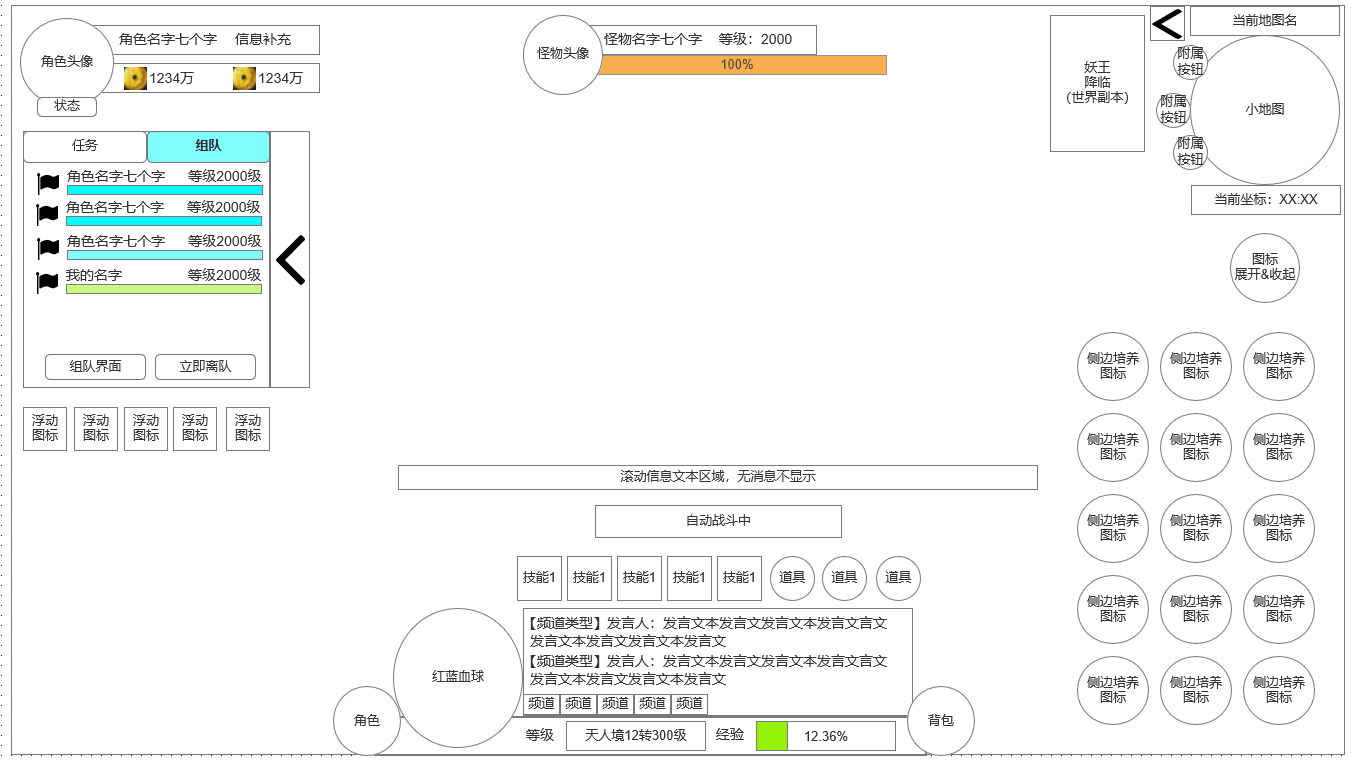 角色头像
角色名字七个字 信息补充
1234万 1234万
状态
怪物头像
怪物名字七个字 等级：2000
100%
妖王
降临
(世界副本)
当前地图名
附属
按钮
附属
按钮
附属
按钮
小地图
当前坐标：XX:XX
图标
展开&收起
任务 组队
角色名字七个字 等级2000级
角色名字七个字 等级2000级
角色名字七个字 等级2000级
我的名字 等级2000级
组队界面 立即离队
浮动
图标
浮动
图标
浮动
图标
浮动
图标
浮动
图标
侧边培养
图标
侧边培养
图标
侧边培养
图标
侧边培养
图标
侧边培养
图标
侧边培养
图标
侧边培养
图标
侧边培养
图标
侧边培养
图标
侧边培养
图标
侧边培养
图标
侧边培养
图标
侧边培养
图标
侧边培养
图标
侧边培养
图标
滚动信息文本区域，无消息不显示
自动战斗中
技能1 技能1 技能1 技能1 技能1 道具 道具 道具
红蓝血球
【频道类型】发言人：发言文本发言文发言文本发言文言文
发言文本发言文发言文本发言文
【频道类型】发言人：发言文本发言文发言文本发言文言文
发言文本发言文发言文本发言文
频道 频道 频道 频道 频道
角色
背包
等级 天人境12转300级 经验 12.36%